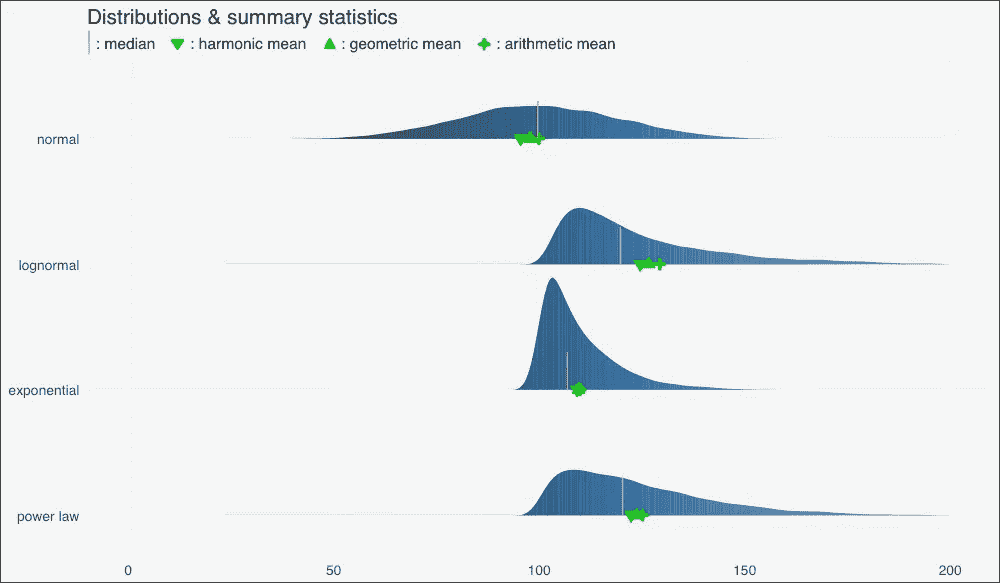 Distributions & summary statistics
: median : harmonic mean : geometric mean : arithmetic mean
normal
lognormal
exponential
power law
0 50 100 150 200